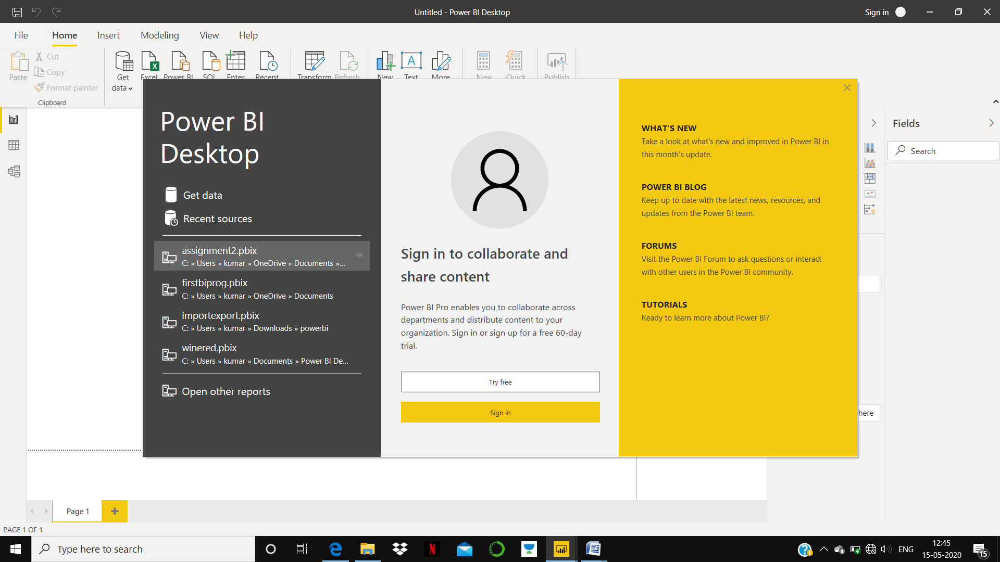 Untitled - Power BI Desktop
Sign in
File Home Insert Modeling View Help
Paste
Cut
Copy
Format painter
Clipboard
Get
data
Excel Power BI SQL Enter Recent
Transform Refresh
New Text More
New Quick
Publish
Power BI
Desktop
Get data
Recent sources
assignment2.pbix
C: » Users » kumar » OneDrive » Documents »...
firstbiprog.pbix
C: » Users » kumar » OneDrive » Documents
importexport.pbix
C: » Users » kumar » Downloads » powerbi
winered.pbix
C: » Users » kumar » Documents » Power BI De...
Open other reports
Sign in to collaborate and
share content
Power BI Pro enables you to collaborate across
departments and distribute content to your
organization. Sign in or sign up for a free 60-day
trial.
Try free
Sign in
WHAT'S NEW
Take a look at what's new and improved in Power BI in
this month's update.
POWER BI BLOG
Keep up to date with the latest news, resources, and
updates from the Power BI team.
FORUMS
Visit the Power BI Forum to ask questions or interact
with other users in the Power BI community.
TUTORIALS
Ready to learn more about Power BI?
Fields
Search
here
Page 1
PAGE 1 OF 1
Type here to search
ENG
12:45
15-05-2020
15